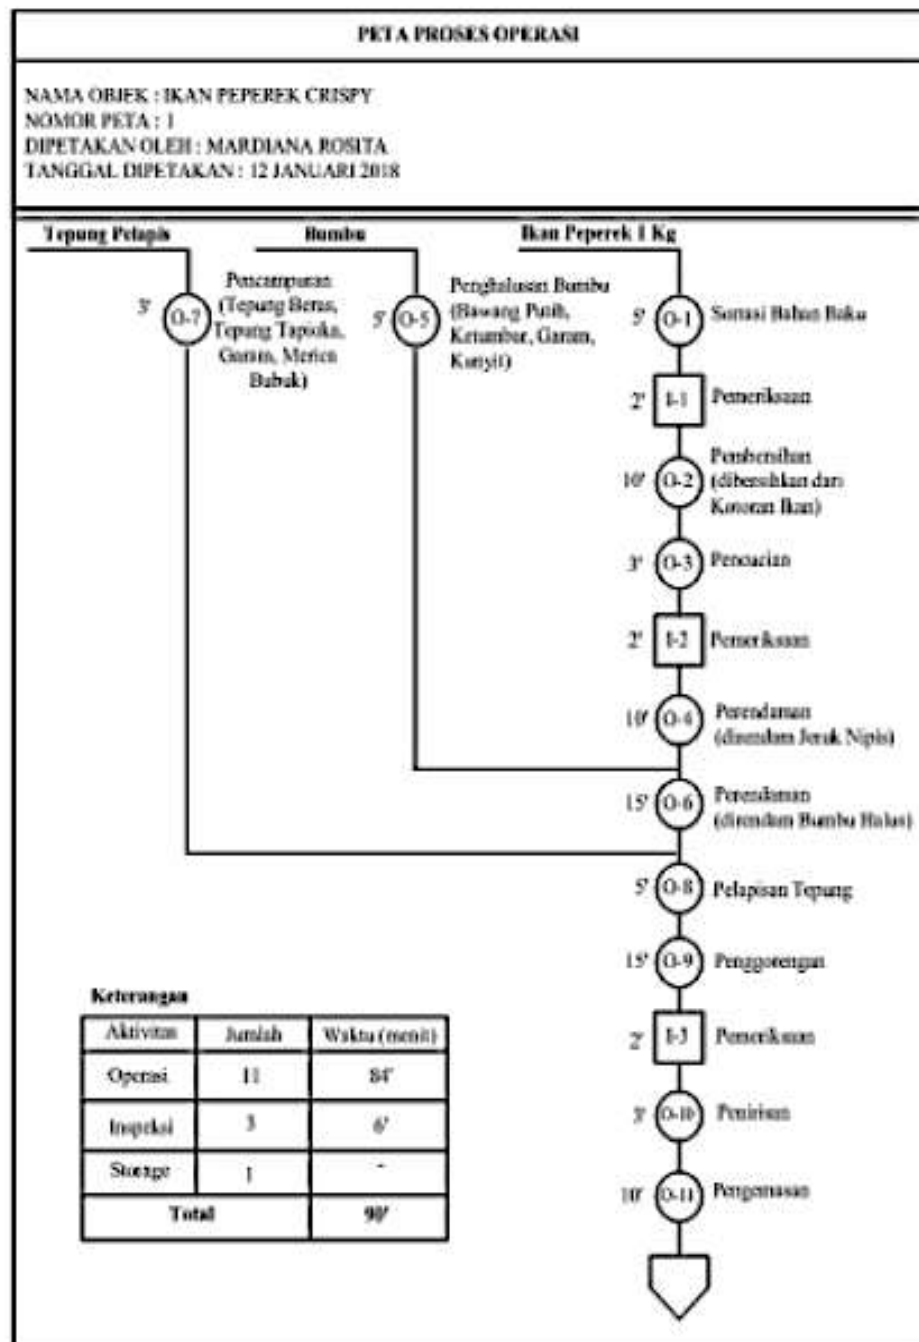 PETA PROSES OPERASI
NAMA OBJEK : IKAN PEPEREK CRISPY
NOMOR PETA : 1
DIPETAKAN OLEH : MARDIANA ROSITA
TANGGAL DIPETAKAN : 12 JANUARI 2018
Tepung Pelapis
Bumbu
Ikan Peperek 1 Kg
3'
O-7
Pencampuran
(Tepung Beras,
Tepung Tapioka,
Garam, Merica
Bubuk)
5'
O-5
Penghalusan Bumbu
(Bawang Putih,
Ketumbar, Garam,
Kunyit)
5' O-1 Sortasi Bahan Baku
2' I-1 Pemeriksaan
10' O-2
Pembersihan
(dibersihkan dari
Kotoran Ikan)
3' O-3 Pencucian
2' I-2 Pemeriksaan
10' O-4
Perendaman
(direndam Jeruk Nipis)
15' O-6
Perendaman
(direndam Bumbu Halus)
5' O-8 Pelapisan Tepung
15' O-9 Penggorengan
2' I-3 Pemeriksaan
3' O-10 Penirisan
10' O-11 Pengemasan
Keterangan
Aktivitas Jumlah Waktu (menit)
Operasi 11 84'
Inspeksi 3 6'
Storage 1 -
Total 90'